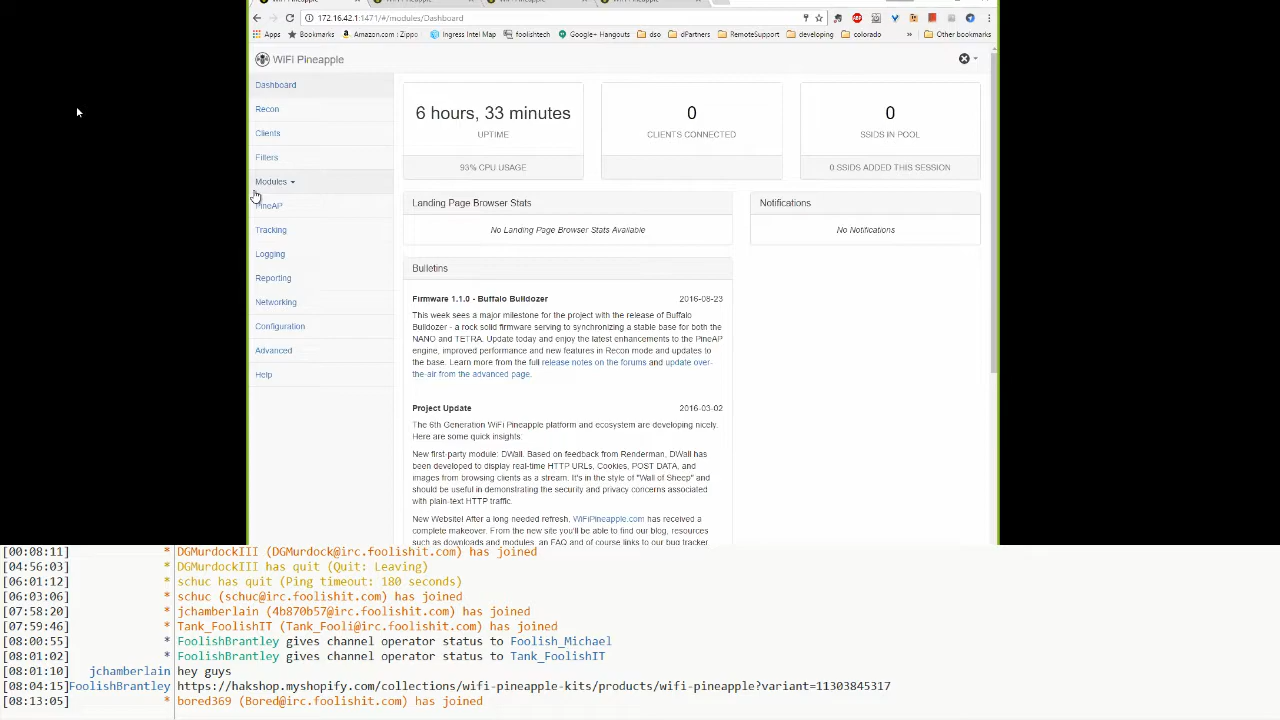 172.16.42.1:1471/#/modules/Dashboard
Apps Bookmarks Amazon.com | Zippo Ingress Intel Map foolishtech Google+ Hangouts dso dPartners RemoteSupport developing colorado » Other bookmarks
WiFi Pineapple
Dashboard
Recon
Clients
Filters
Modules
PineAP
Tracking
Logging
Reporting
Networking
Configuration
Advanced
Help
6 hours, 33 minutes
UPTIME
93% CPU USAGE
0
CLIENTS CONNECTED
0
SSIDS IN POOL
0 SSIDS ADDED THIS SESSION
Landing Page Browser Stats
No Landing Page Browser Stats Available
Notifications
No Notifications
Bulletins
Firmware 1.1.0 - Buffalo Bulldozer 2016-08-23
This week sees a major milestone for the project with the release of Buffalo
Bulldozer - a rock solid firmware serving to synchronizing a stable base for both the
NANO and TETRA. Update today and enjoy the latest enhancements to the PineAP
engine, improved performance and new features in Recon mode and updates to
the base. Learn more from the full release notes on the forums and update over-
the-air from the advanced page.
Project Update 2016-03-02
The 6th Generation WiFi Pineapple platform and ecosystem are developing nicely.
Here are some quick insights:
New first-party module: DWall. Based on feedback from Renderman, DWall has
been developed to display real-time HTTP URLs, Cookies, POST DATA, and
images from browsing clients as a stream. It's in the style of "Wall of Sheep" and
should be useful in demonstrating the security and privacy concerns associated
with plain-text HTTP traffic.
New Website! After a long needed refresh, WiFiPineapple.com has received a
complete makeover. From the new site you'll be able to find our blog, resources
such as downloads and modules, an FAQ and of course links to our bug tracker
[00:08:11] * DGMurdockIII (DGMurdock@irc.foolishit.com) has joined
[04:56:03] * DGMurdockIII has quit (Quit: Leaving)
[06:01:12] * schuc has quit (Ping timeout: 180 seconds)
[06:03:06] * schuc (schuc@irc.foolishit.com) has joined
[07:58:20] * jchamberlain (4b870b57@irc.foolishit.com) has joined
[07:59:46] * Tank_FoolishIT (Tank_Fooli@irc.foolishit.com) has joined
[08:00:55] * FoolishBrantley gives channel operator status to Foolish_Michael
[08:01:02] * FoolishBrantley gives channel operator status to Tank_FoolishIT
[08:01:10] jchamberlain hey guys
[08:04:15] FoolishBrantley https://hakshop.myshopify.com/collections/wifi-pineapple-kits/products/wifi-pineapple?variant=11303845317
[08:13:05] * bored369 (Bored@irc.foolishit.com) has joined